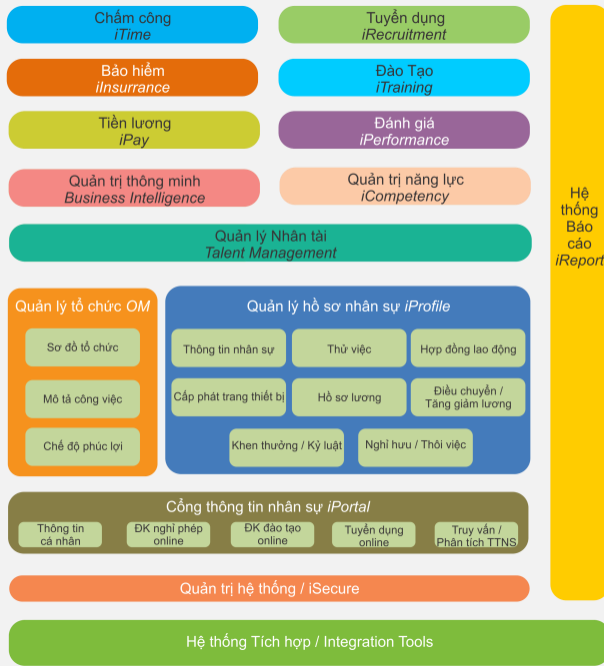 Chấm công
iTime
Tuyển dụng
iRecruitment
Bảo hiểm
iInsurrance
Đào Tạo
iTraining
Tiền lương
iPay
Đánh giá
iPerformance
Quản trị thông minh
Business Intelligence
Quản trị năng lực
iCompetency
Quản lý Nhân tài
Talent Management
Hệ
thống
Báo
cáo
iReport
Quản lý tổ chức OM
Sơ đồ tổ chức
Mô tả công việc
Chế độ phúc lợi
Quản lý hồ sơ nhân sự iProfile
Thông tin nhân sự
Thử việc
Hợp đồng lao động
Cấp phát trang thiết bị
Hồ sơ lương
Điều chuyển /
Tăng giảm lương
Khen thưởng / Kỷ luật
Nghỉ hưu / Thôi việc
Cổng thông tin nhân sự iPortal
Thông tin
cá nhân
ĐK nghỉ phép
online
ĐK đào tạo
online
Tuyển dụng
online
Truy vấn /
Phân tích TTNS
Quản trị hệ thống / iSecure
Hệ thống Tích hợp / Integration Tools